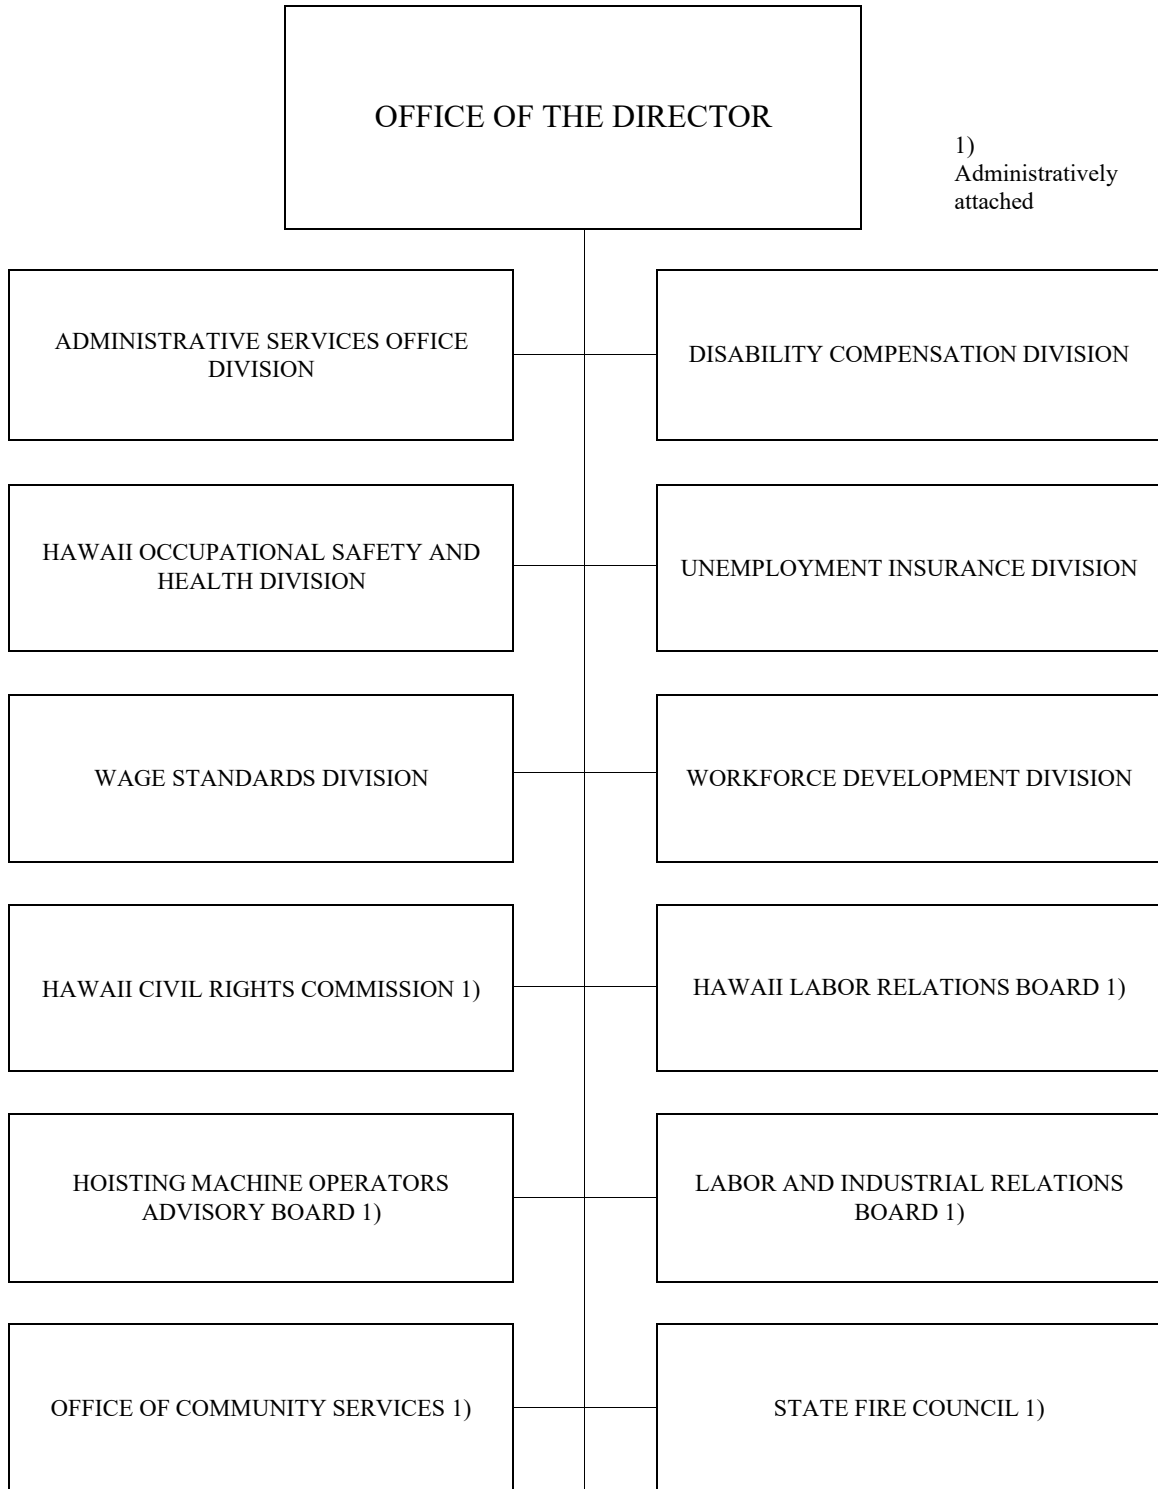 OFFICE OF THE DIRECTOR
1)
Administratively
attached
ADMINISTRATIVE SERVICES OFFICE
DIVISION
DISABILITY COMPENSATION DIVISION
HAWAII OCCUPATIONAL SAFETY AND
HEALTH DIVISION
UNEMPLOYMENT INSURANCE DIVISION
WAGE STANDARDS DIVISION
WORKFORCE DEVELOPMENT DIVISION
HAWAII CIVIL RIGHTS COMMISSION 1)
HAWAII LABOR RELATIONS BOARD 1)
HOISTING MACHINE OPERATORS
ADVISORY BOARD 1)
LABOR AND INDUSTRIAL RELATIONS
BOARD 1)
OFFICE OF COMMUNITY SERVICES 1)
STATE FIRE COUNCIL 1)